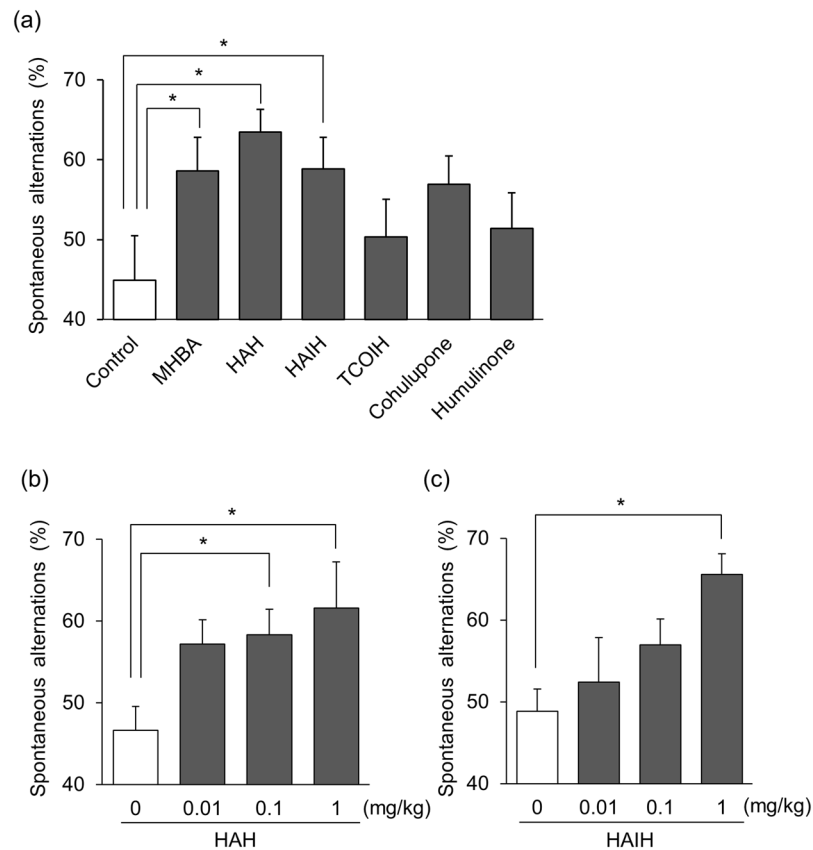 (a)
*
*
*
Spontaneous alternations (%)
70
60
50
40
Control
MHBA
HAH
HAIH
TCOIH
Cohulupone
Humulinone
(b)
*
*
Spontaneous alternations (%)
70
60
50
40
0 0.01 0.1 1 (mg/kg)
HAH
(c)
*
Spontaneous alternations (%)
70
60
50
40
0 0.01 0.1 1 (mg/kg)
HAIH